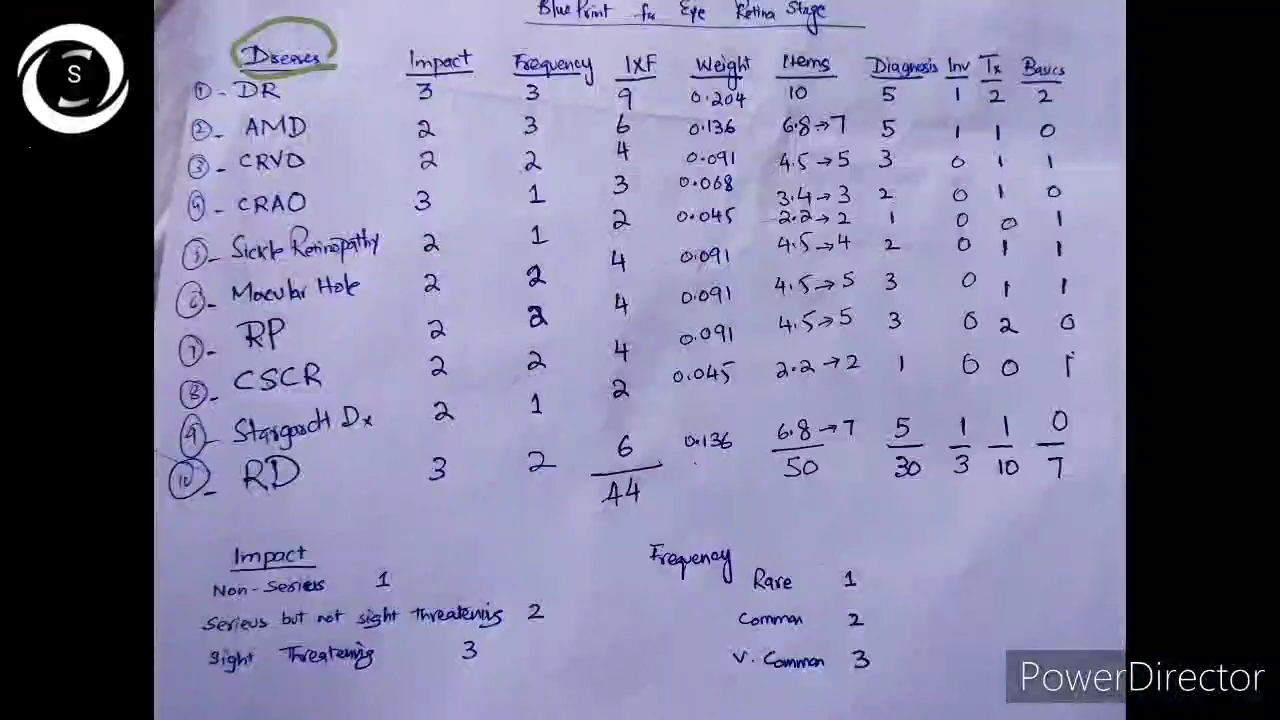 BluePrint for Eye Retina Stage
Diseases Impact Frequency IXF Weight Items Diagnosis Inv Tx Basics
S
① - DR 3 3 9 0.204 10 5 1 2 2
② - AMD 2 3 6 0.136 6.8→7 5 1 1 0
③ - CRVO 2 2 4 0.091 4.5→5 3 0 1 1
④ - CRAO 3 1 3 0.068 3.4→3 2 0 1 0
⑤ - Sickle Retinopathy 2 1 2 0.045 2.2→2 1 0 0 1
⑥ - Macular Hole 2 2 4 0.091 4.5→4 2 0 1 1
⑦ - RP 2 2 4 0.091 4.5→5 3 0 1 1
⑧ - CSCR 2 2 4 0.091 4.5→5 3 0 2 0
⑨ - Stargardt Dx 2 1 2 0.045 2.2→2 1 0 0 1
⑩ - RD 3 2 6 0.136 6.8→7 5 1 1 0
44 50 30 3 10 7
Impact Frequency
Non-Serious 1 Rare 1
Serious but not sight threatening 2 Common 2
Sight Threatening 3 V. Common 3
PowerDirector